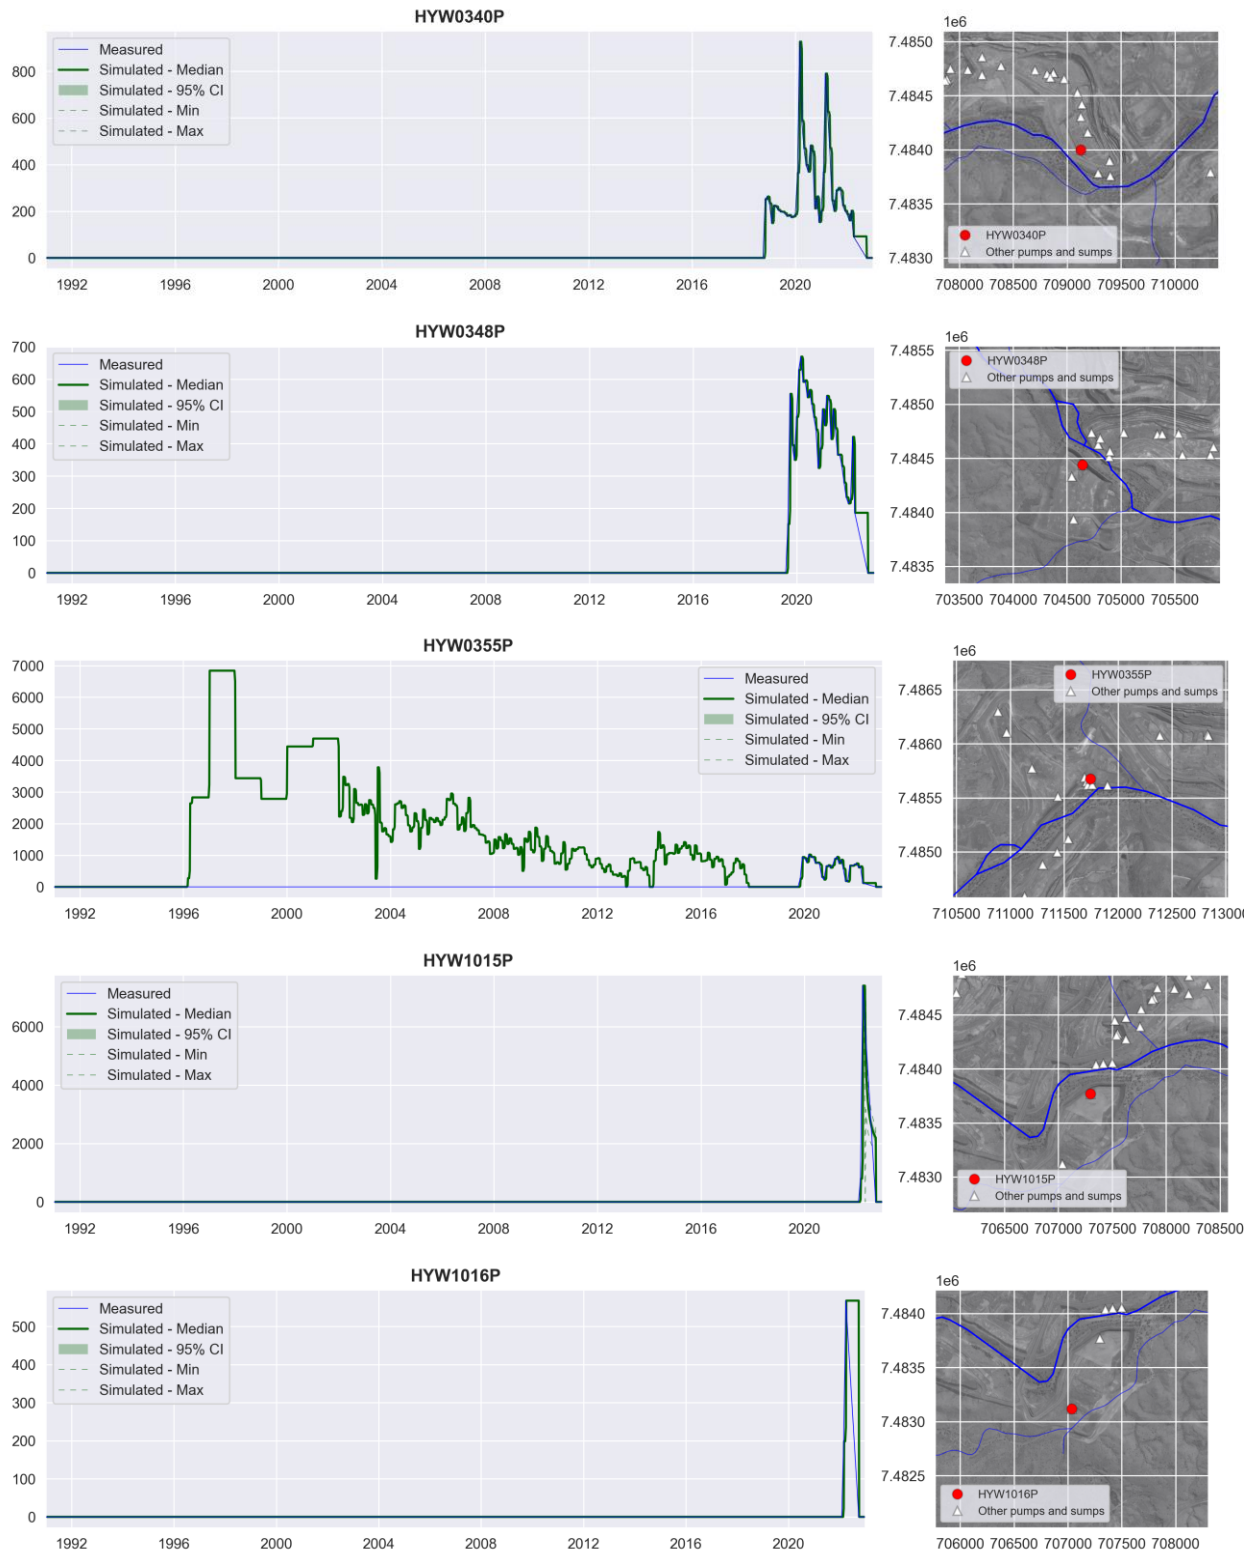 HYW0340P
Measured
Simulated - Median
Simulated - 95% CI
Simulated - Min
Simulated - Max
800
600
400
200
0
1992 1996 2000 2004 2008 2012 2016 2020
1e6
7.4850
7.4845
7.4840
7.4835
7.4830
HYW0340P
Other pumps and sumps
708000 708500 709000 709500 710000
HYW0348P
Measured
Simulated - Median
Simulated - 95% CI
Simulated - Min
Simulated - Max
700
600
500
400
300
200
100
0
1992 1996 2000 2004 2008 2012 2016 2020
1e6
7.4855
7.4850
7.4845
7.4840
7.4835
HYW0348P
Other pumps and sumps
703500 704000 704500 705000 705500
HYW0355P
Measured
Simulated - Median
Simulated - 95% CI
Simulated - Min
Simulated - Max
7000
6000
5000
4000
3000
2000
1000
0
1992 1996 2000 2004 2008 2012 2016 2020
1e6
7.4865
7.4860
7.4855
7.4850
HYW0355P
Other pumps and sumps
710500 711000 711500 712000 712500 71300
HYW1015P
Measured
Simulated - Median
Simulated - 95% CI
Simulated - Min
Simulated - Max
6000
4000
2000
0
1992 1996 2000 2004 2008 2012 2016 2020
1e6
7.4845
7.4840
7.4835
7.4830
HYW1015P
Other pumps and sumps
706500 707000 707500 708000 708500
HYW1016P
Measured
Simulated - Median
Simulated - 95% CI
Simulated - Min
Simulated - Max
500
400
300
200
100
0
1992 1996 2000 2004 2008 2012 2016 2020
1e6
7.4840
7.4835
7.4830
7.4825
HYW1016P
Other pumps and sumps
706000 706500 707000 707500 708000